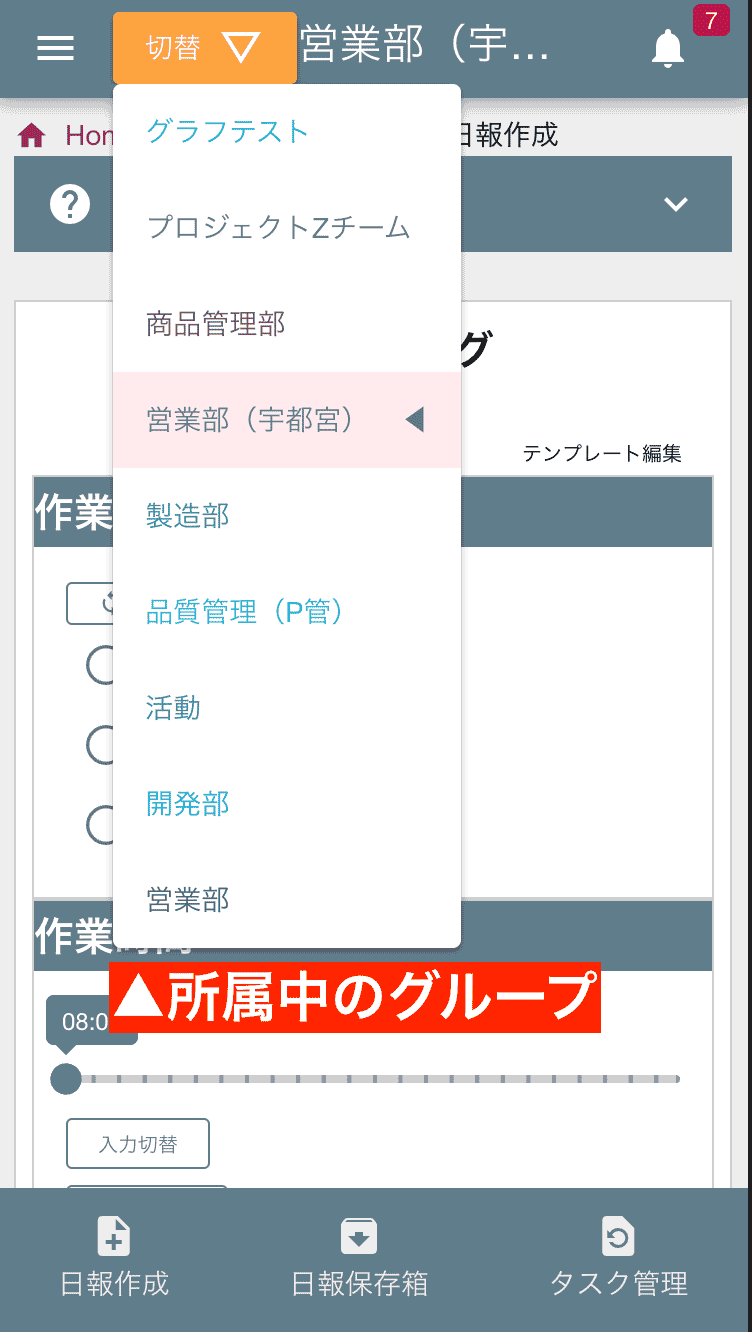 切替
営業部（宇…
7
グラフテスト
日報作成
プロジェクトZチーム
商品管理部
グ
営業部（宇都宮）
テンプレート編集
作業
製造部
品質管理（P管）
活動
開発部
営業部
作業
▲所属中のグループ
08:0
入力切替
日報作成
日報保存箱
タスク管理